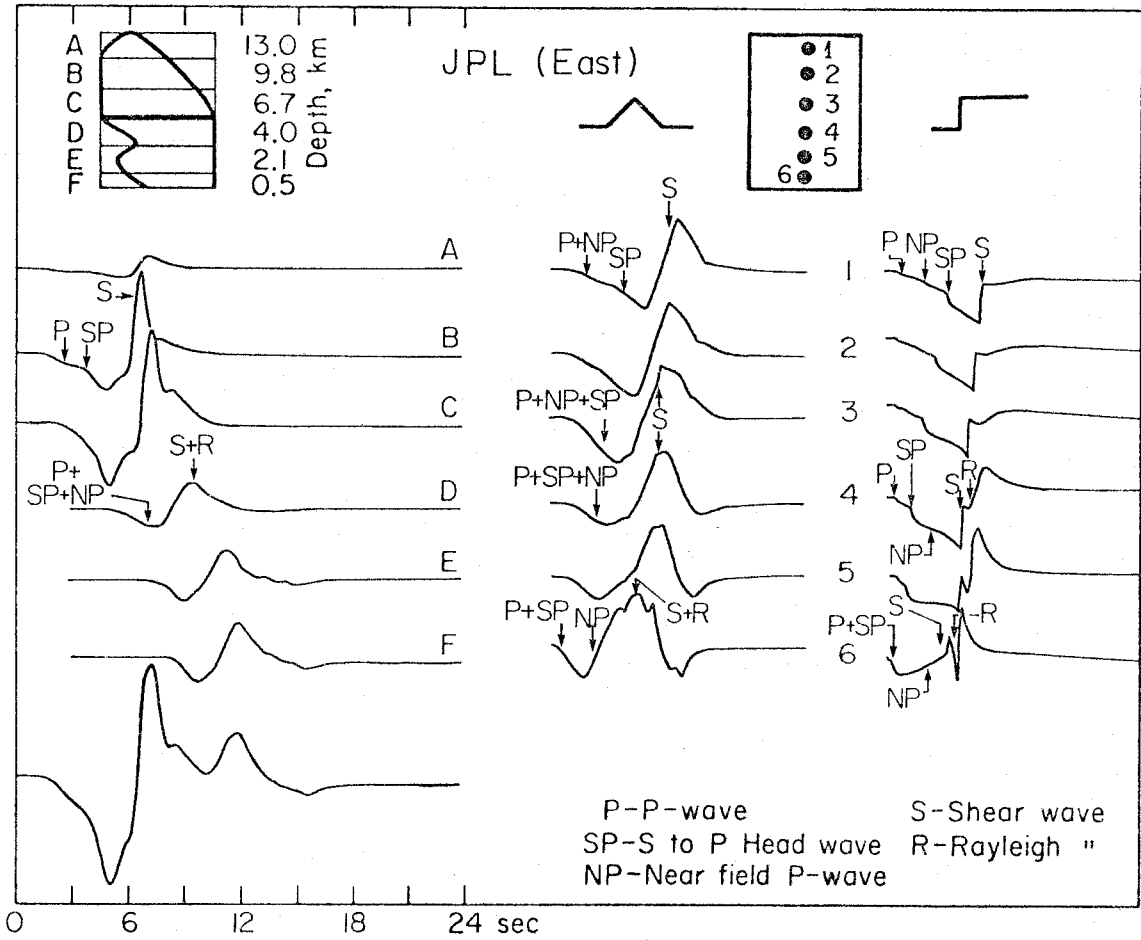 JPL (East)
A 13.0
B 9.8
C 6.7
D 4.0
E 2.1
F 0.5
Depth, km
1
2
3
4
5
6
S
P+NP
SP
A
1
P NP SP S
S
P SP
B
2
C
P+NP+SP
S
3
P+
SP+NP
S+R
D
P+SP+NP
4
P
SP
S
R
NP
E
5
F
P+SP
NP
S+R
6
P+SP
S
-R
NP
P-P-wave
S-Shear wave
SP-S to P Head wave
R-Rayleigh "
NP-Near field P-wave
0 6 12 18 24 sec